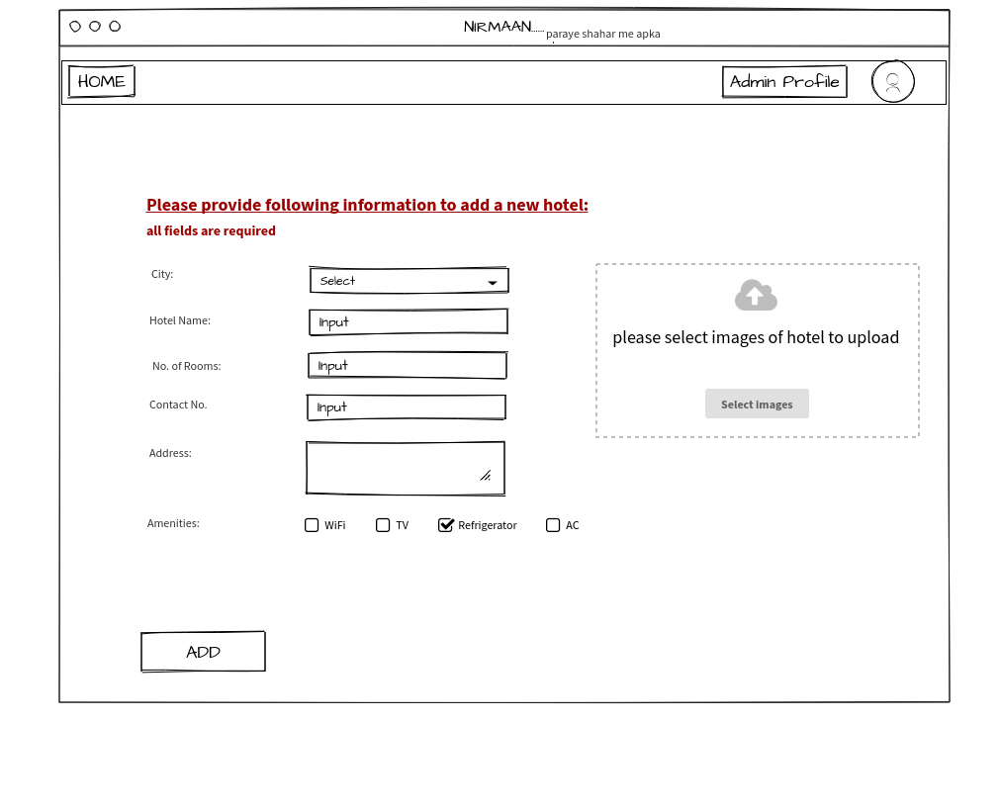 NIRMAAN...... paraye shahar me apka
HOME
Admin Profile
Please provide following information to add a new hotel:
all fields are required
City:
Select
Hotel Name:
Input
No. of Rooms:
Input
Contact No.
Input
Address:
Amenities:
WiFi
TV
Refrigerator
AC
please select images of hotel to upload
Select images
ADD